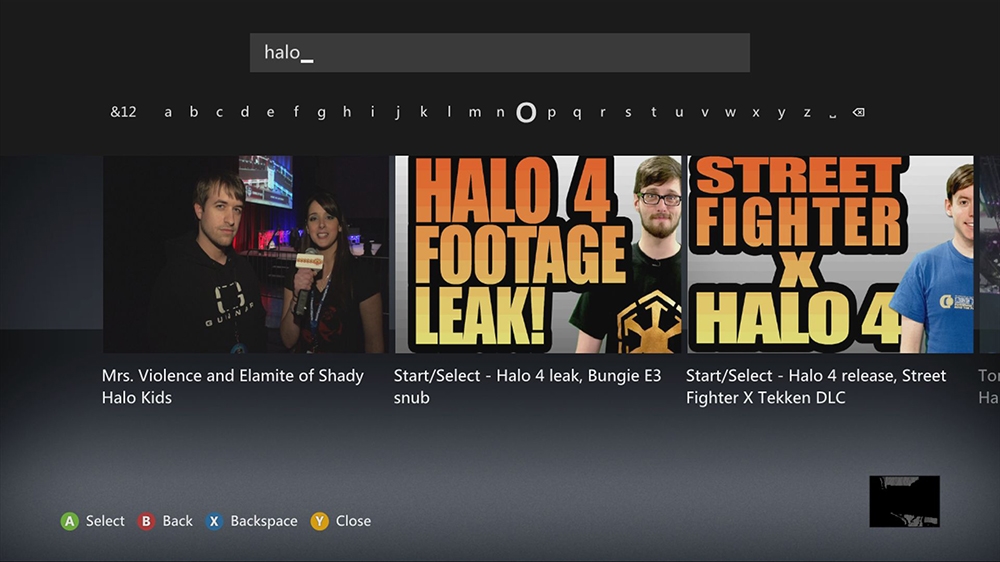 halo_
&12 a b c d e f g h i j k l m n o p q r s t u v w x y z
HALO 4
FOOTAGE
LEAK!
STREET
FIGHTER
X
HALO 4
Mrs. Violence and Elamite of Shady
Halo Kids
Start/Select - Halo 4 leak, Bungie E3
snub
Start/Select - Halo 4 release, Street
Fighter X Tekken DLC
A Select B Back X Backspace Y Close